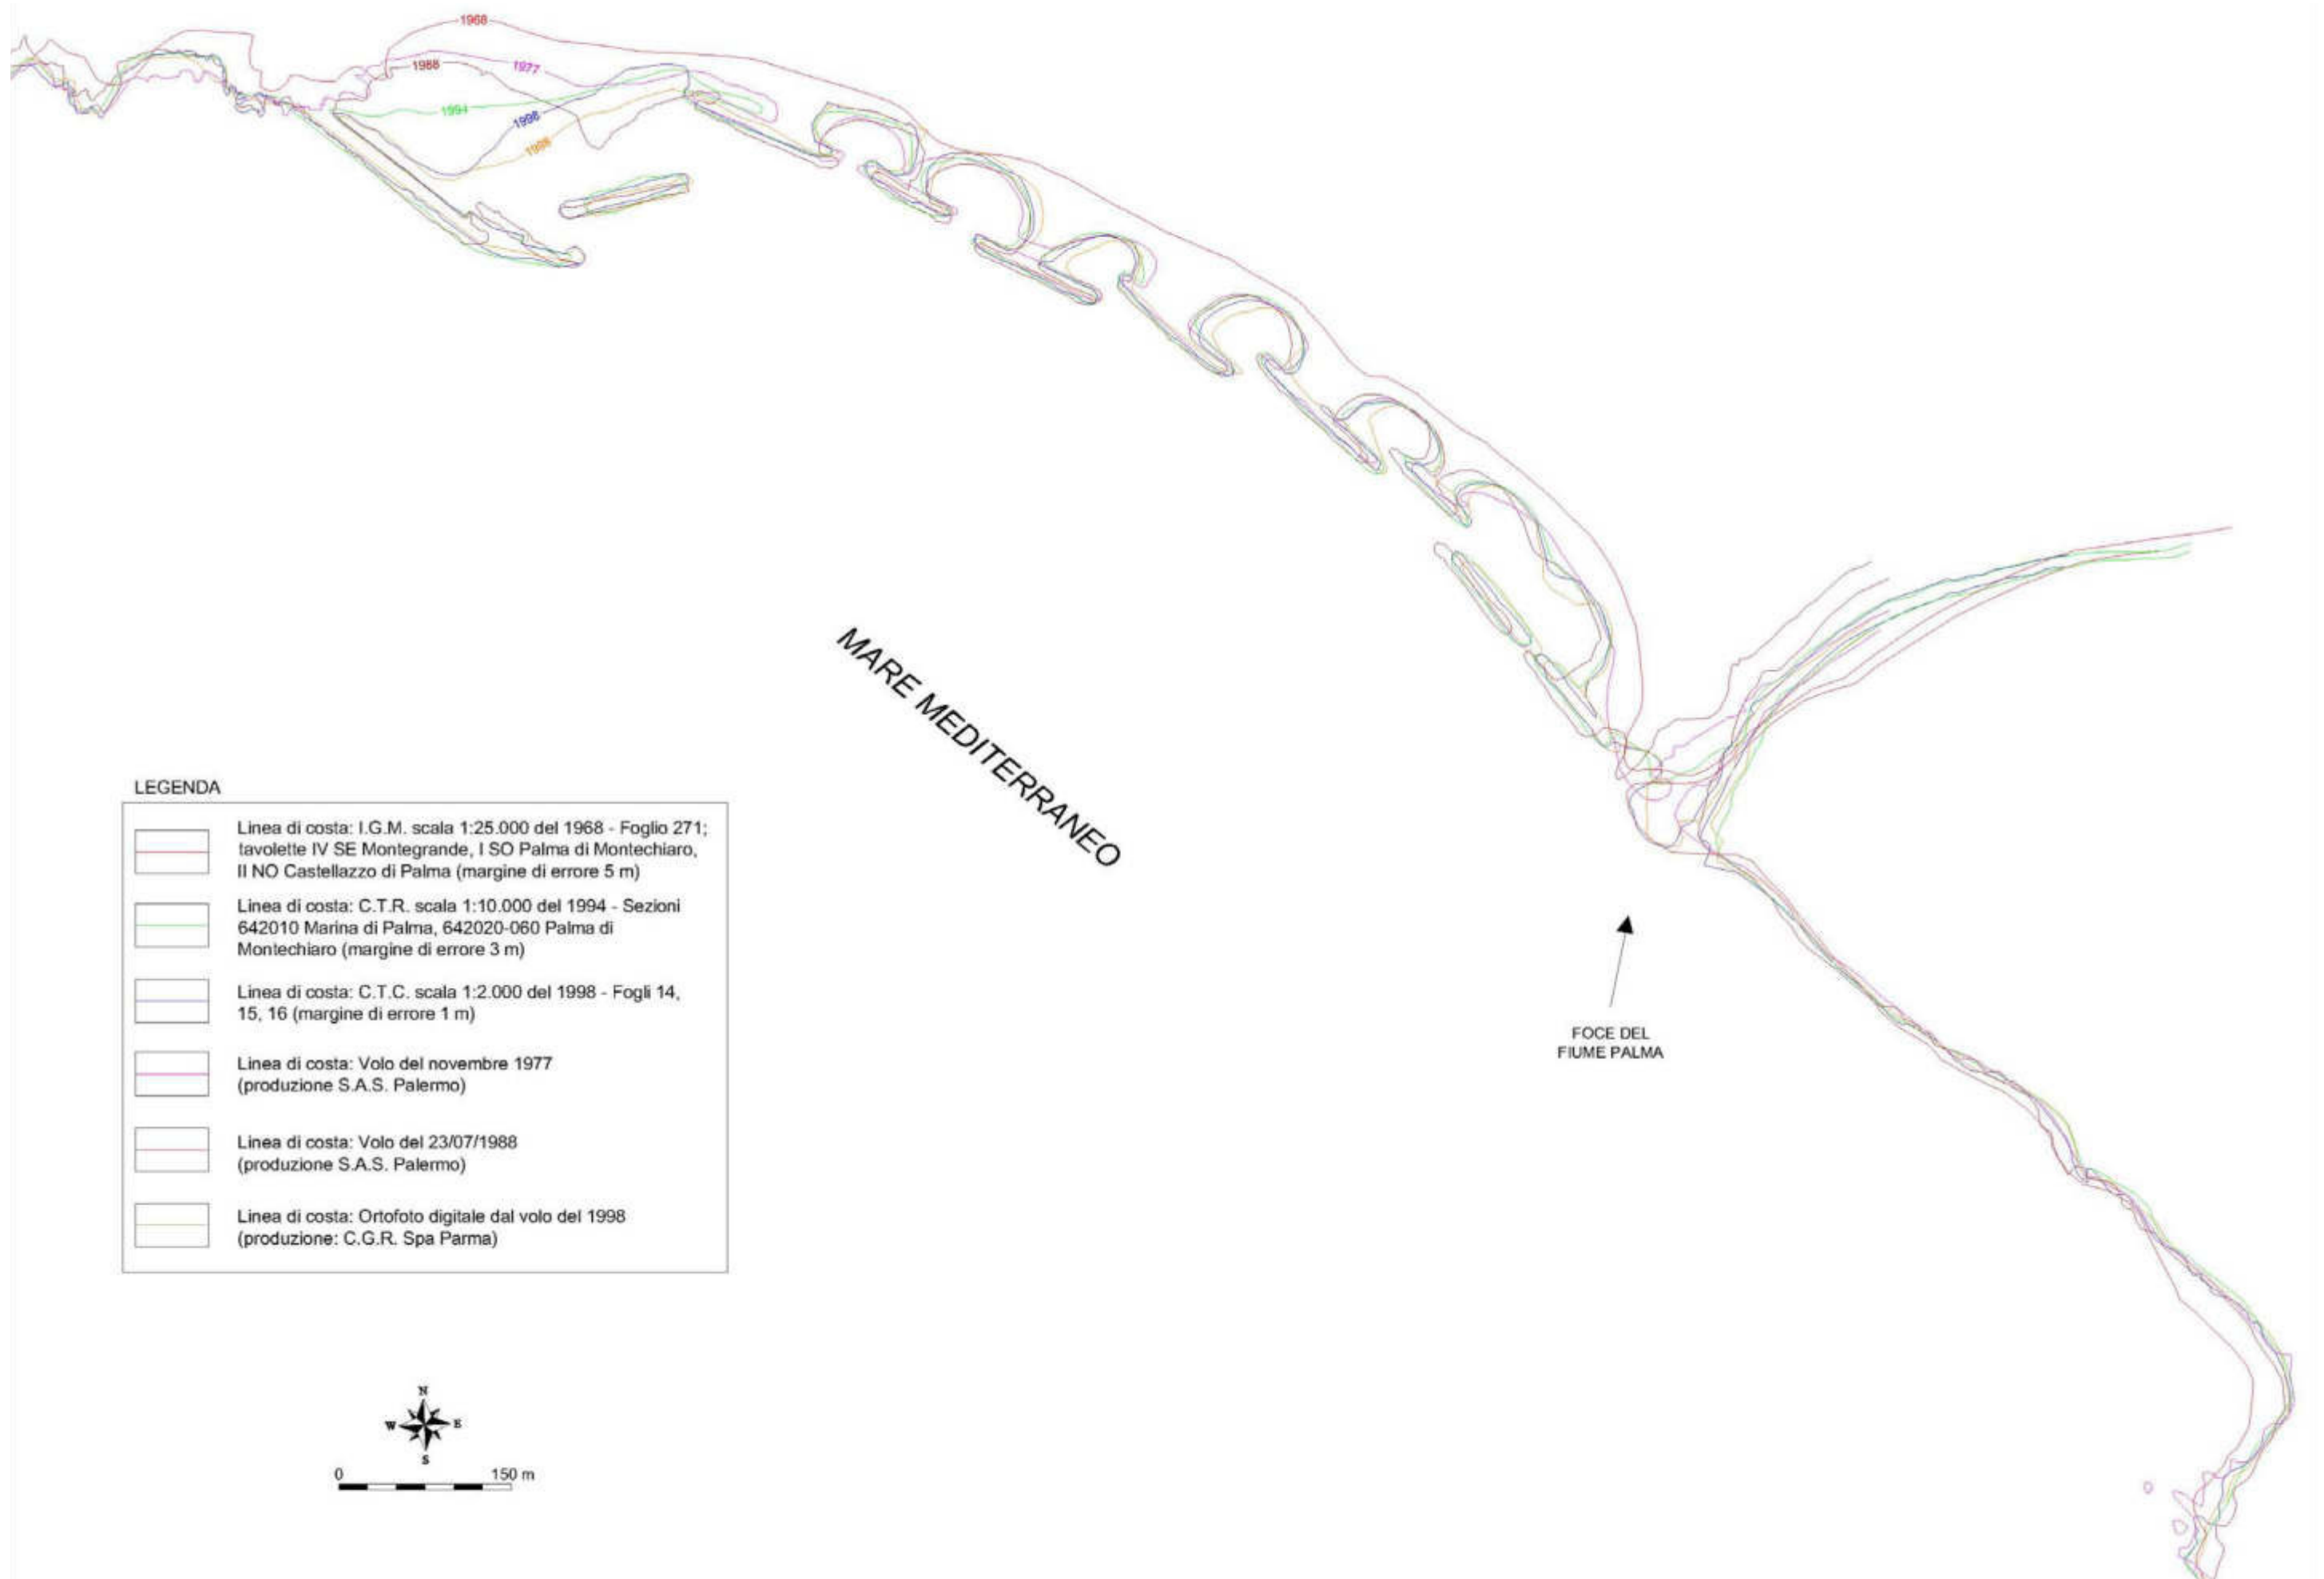 1968
1977
1988
1994
1998
1998
MARE MEDITERRANEO
LEGENDA
Linea di costa: I.G.M. scala 1:25.000 del 1968 - Foglio 271;
tavolette IV SE Montegrande, I SO Palma di Montechiaro,
II NO Castellazzo di Palma (margine di errore 5 m)
Linea di costa: C.T.R. scala 1:10.000 del 1994 - Sezioni
642010 Marina di Palma, 642020-060 Palma di
Montechiaro (margine di errore 3 m)
Linea di costa: C.T.C. scala 1:2.000 del 1998 - Fogli 14,
15, 16 (margine di errore 1 m)
Linea di costa: Volo del novembre 1977
(produzione S.A.S. Palermo)
Linea di costa: Volo del 23/07/1988
(produzione S.A.S. Palermo)
Linea di costa: Ortofoto digitale dal volo del 1998
(produzione: C.G.R. Spa Parma)
FOCE DEL
FIUME PALMA
N
W E
S
0 150 m